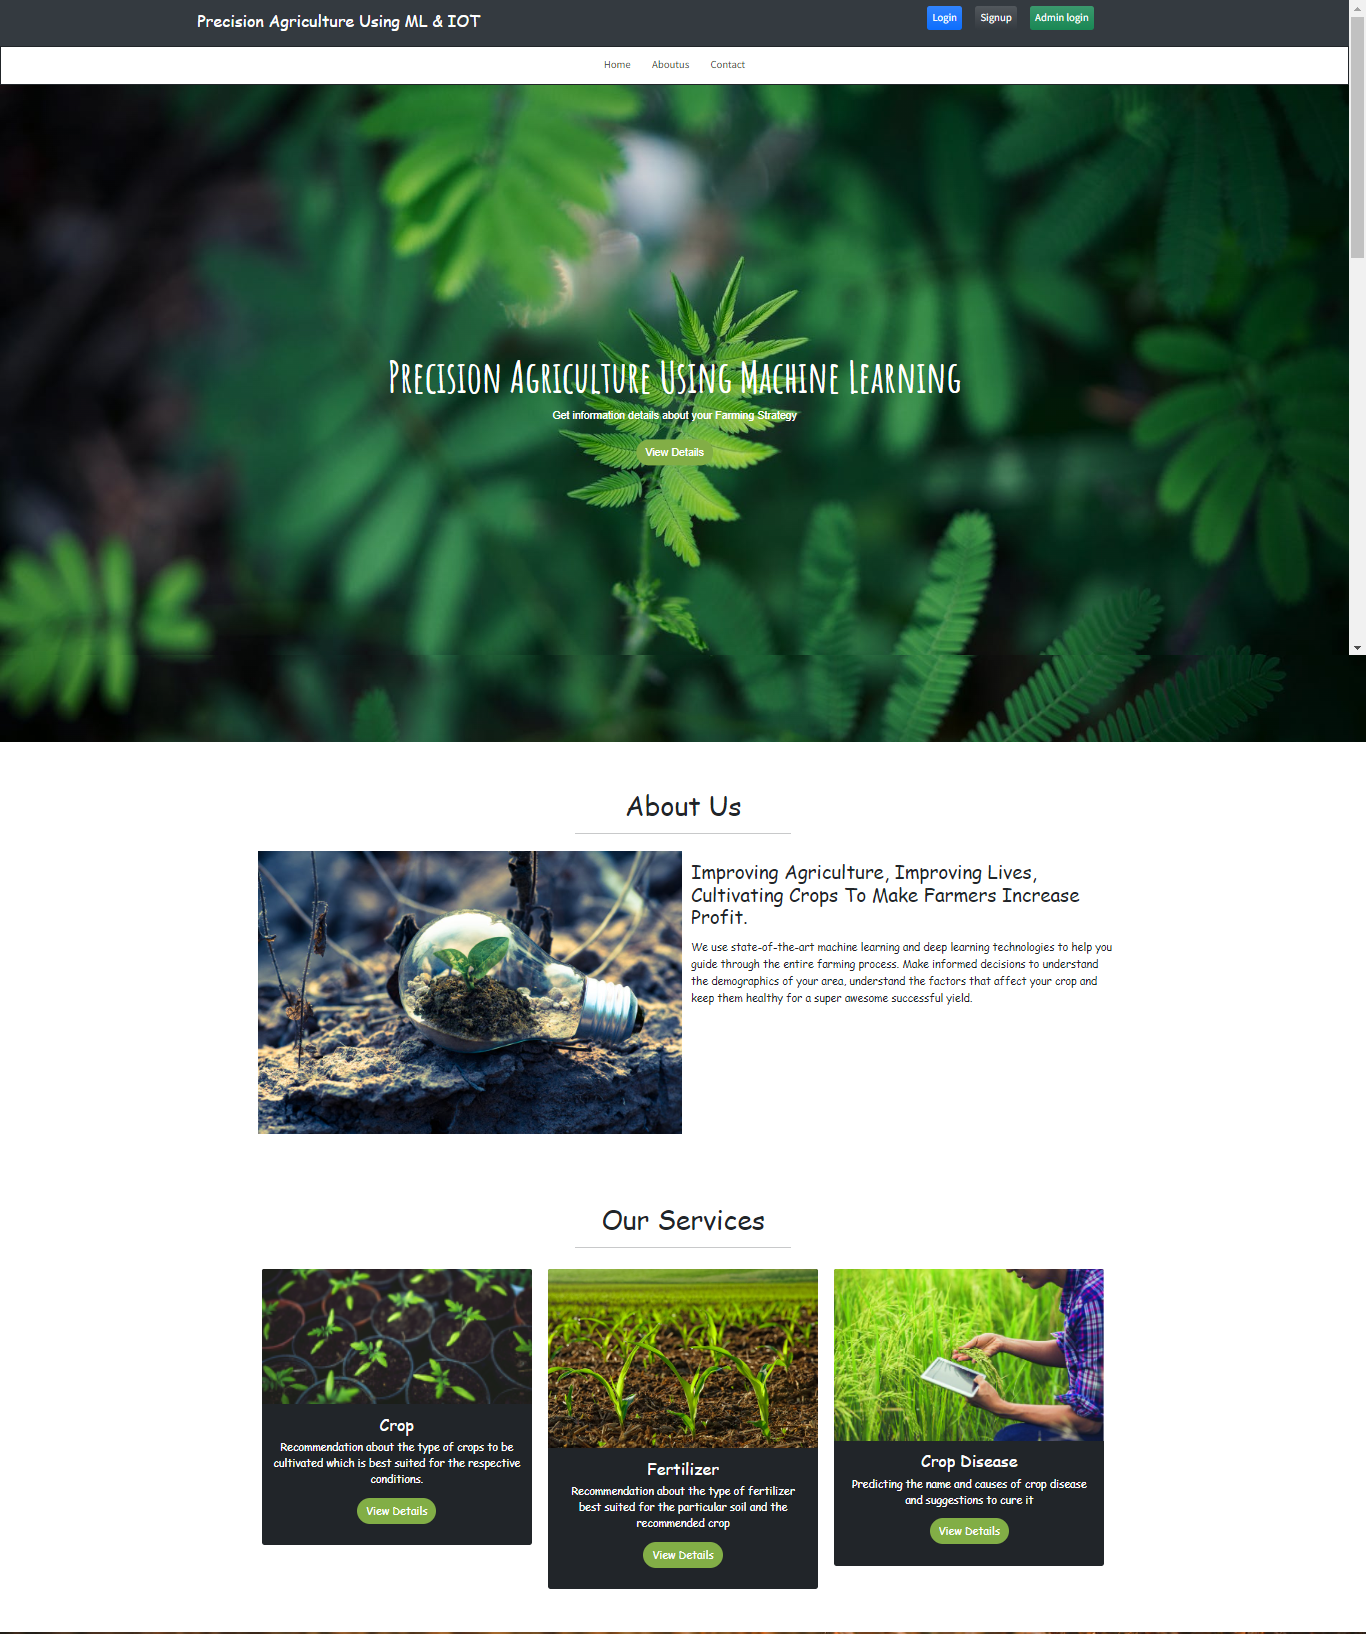 Precision Agriculture Using ML & IOT
Login
Signup
Admin login
Home
Aboutus
Contact
Precision Agriculture Using Machine Learning
Get information details about your Farming Strategy
View Details
About Us
Improving Agriculture, Improving Lives,
Cultivating Crops To Make Farmers Increase
Profit.
We use state-of-the-art machine learning and deep learning technologies to help you
guide through the entire farming process. Make informed decisions to understand
the demographics of your area, understand the factors that affect your crop and
keep them healthy for a super awesome successful yield.
Our Services
Crop
Recommendation about the type of crops to be
cultivated which is best suited for the respective
conditions.
View Details
Fertilizer
Recommendation about the type of fertilizer
best suited for the particular soil and the
recommended crop
View Details
Crop Disease
Predicting the name and causes of crop disease
and suggestions to cure it
View Details